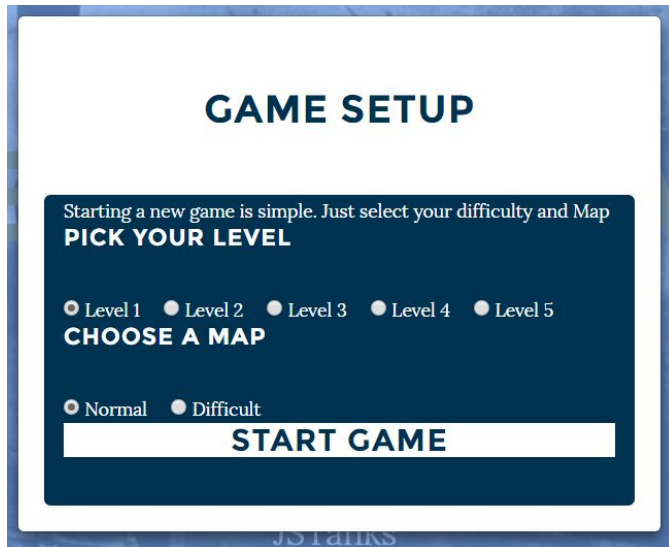 GAME SETUP
Starting a new game is simple. Just select your difficulty and Map
PICK YOUR LEVEL
Level 1 Level 2 Level 3 Level 4 Level 5
CHOOSE A MAP
Normal Difficult
START GAME
JSTanks